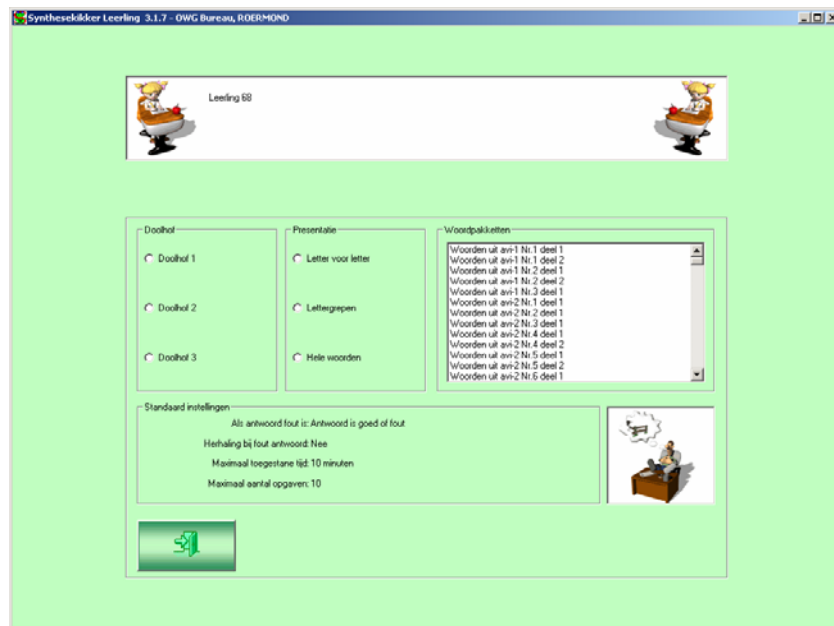 Synthesekikker Leerling 3.1.7 - OWG Bureau, ROERMOND
Leerling 68
Doolhof
Doolhof 1
Doolhof 2
Doolhof 3
Presentatie
Letter voor letter
Lettergrepen
Hele woorden
Woordpakketten
Woorden uit avi-1 Nr.1 deel 1
Woorden uit avi-1 Nr.1 deel 2
Woorden uit avi-1 Nr.2 deel 1
Woorden uit avi-1 Nr.2 deel 2
Woorden uit avi-1 Nr.3 deel 1
Woorden uit avi-2 Nr.1 deel 1
Woorden uit avi-2 Nr.2 deel 1
Woorden uit avi-2 Nr.3 deel 1
Woorden uit avi-2 Nr.4 deel 1
Woorden uit avi-2 Nr.4 deel 2
Woorden uit avi-2 Nr.5 deel 1
Woorden uit avi-2 Nr.5 deel 2
Woorden uit avi-2 Nr.6 deel 1
Standaard instellingen
Als antwoord fout is: Antwoord is goed of fout
Herhaling bij fout antwoord: Nee
Maximaal toegestane tijd: 10 minuten
Maximaal aantal opgaven: 10